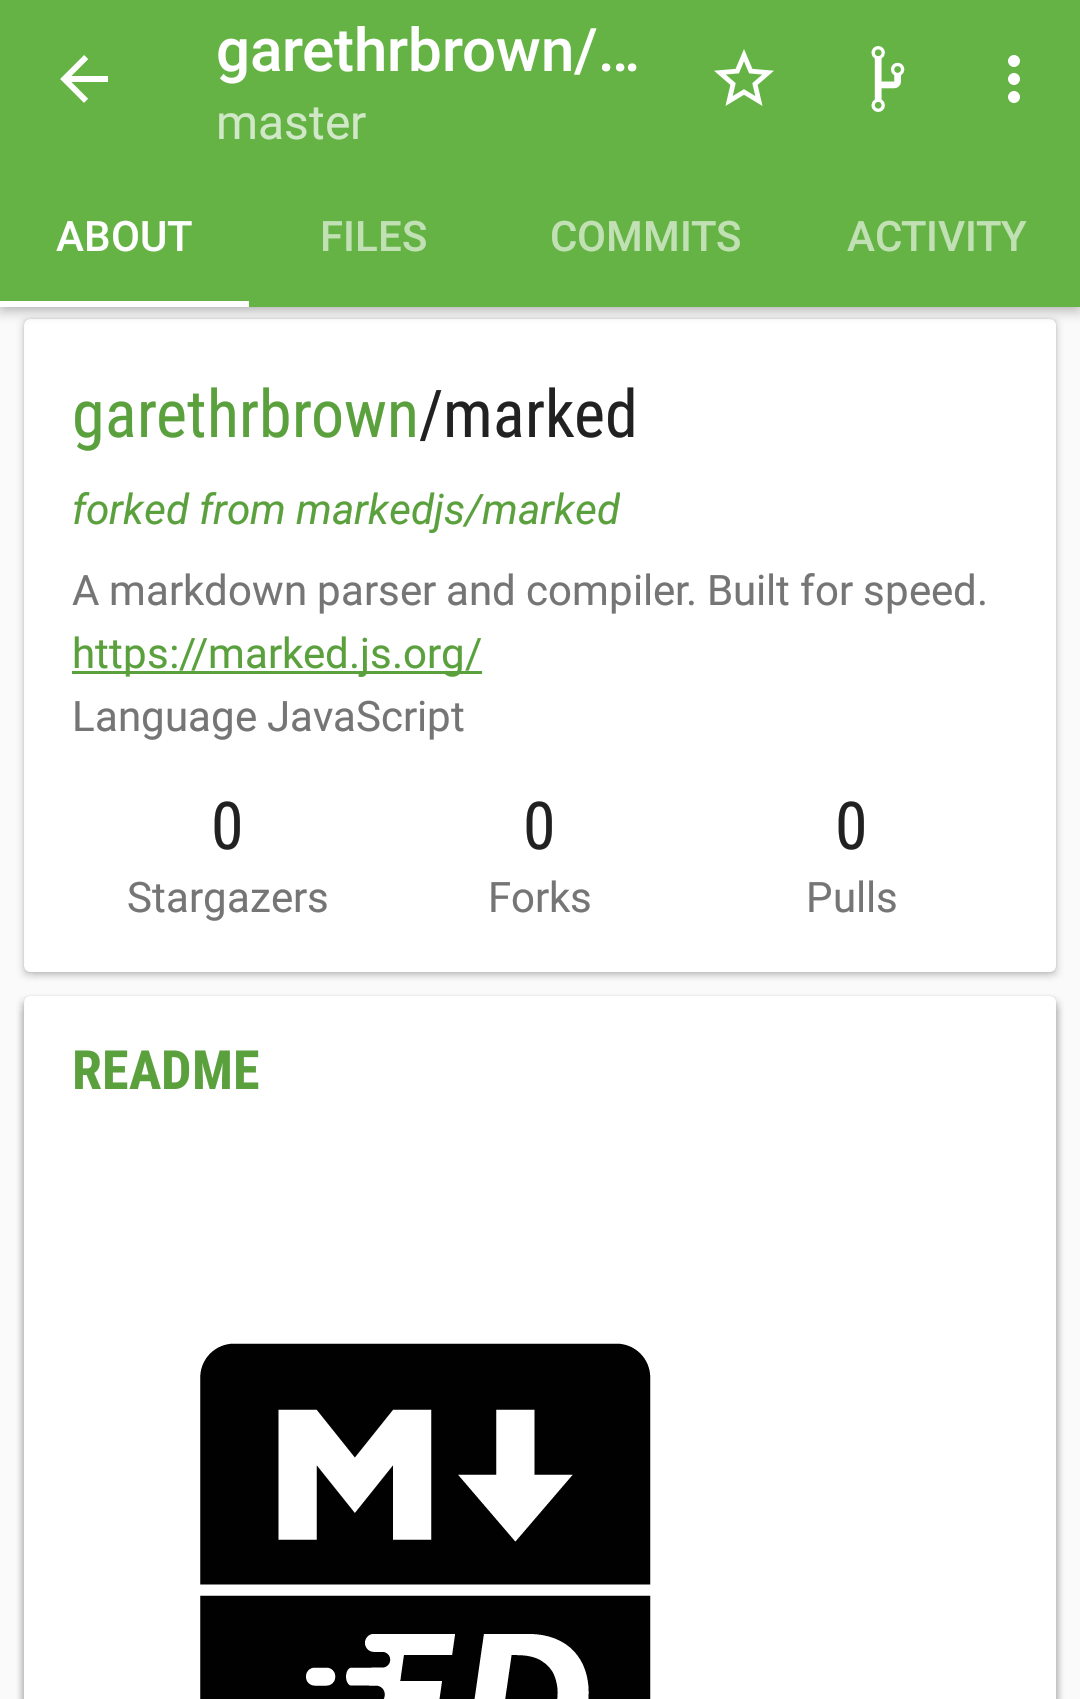 garethrbrown/...
master
ABOUT FILES COMMITS ACTIVITY
garethrbrown/marked
forked from markedjs/marked
A markdown parser and compiler. Built for speed.
https://marked.js.org/
Language JavaScript
0 0 0
Stargazers Forks Pulls
README
M
ED